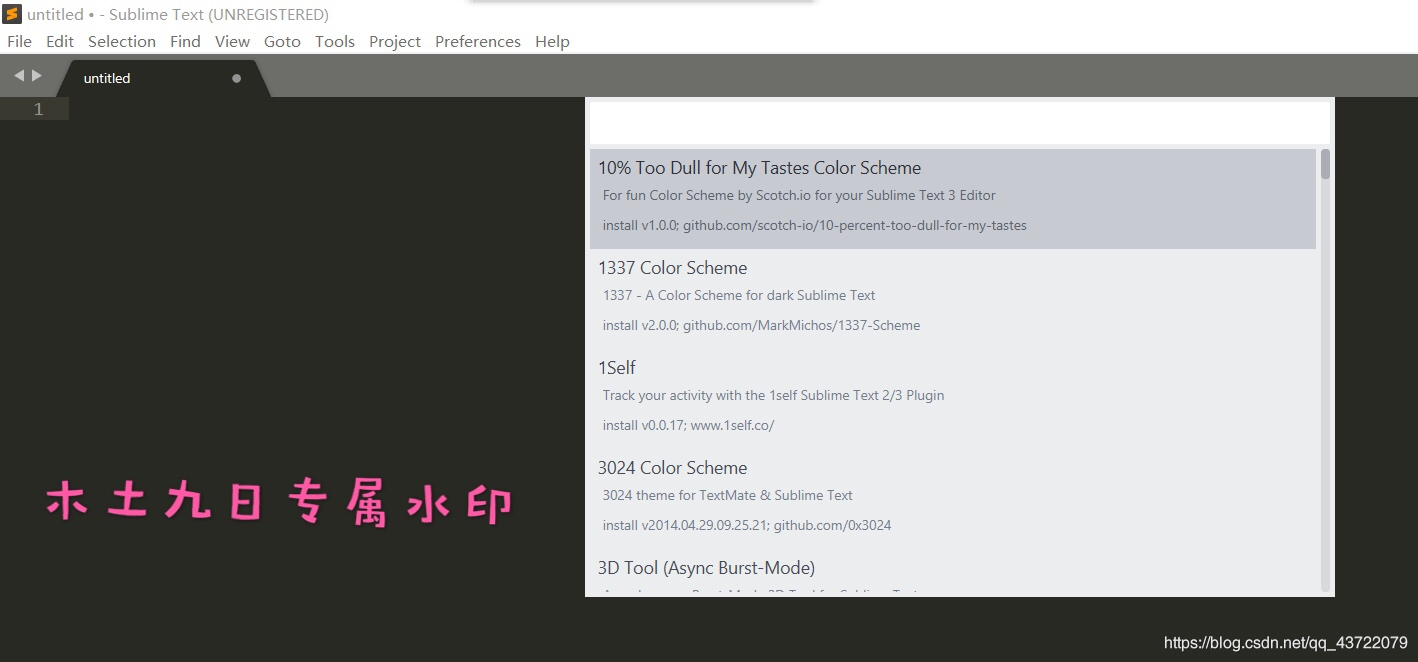 untitled • - Sublime Text (UNREGISTERED)
File Edit Selection Find View Goto Tools Project Preferences Help
untitled
1
10% Too Dull for My Tastes Color Scheme
For fun Color Scheme by Scotch.io for your Sublime Text 3 Editor
install v1.0.0; github.com/scotch-io/10-percent-too-dull-for-my-tastes
1337 Color Scheme
1337 - A Color Scheme for dark Sublime Text
install v2.0.0; github.com/MarkMichos/1337-Scheme
1Self
Track your activity with the 1self Sublime Text 2/3 Plugin
install v0.0.17; www.1self.co/
3024 Color Scheme
3024 theme for TextMate & Sublime Text
install v2014.04.29.09.25.21; github.com/0x3024
3D Tool (Async Burst-Mode)
木土九日专属水印
https://blog.csdn.net/qq_43722079